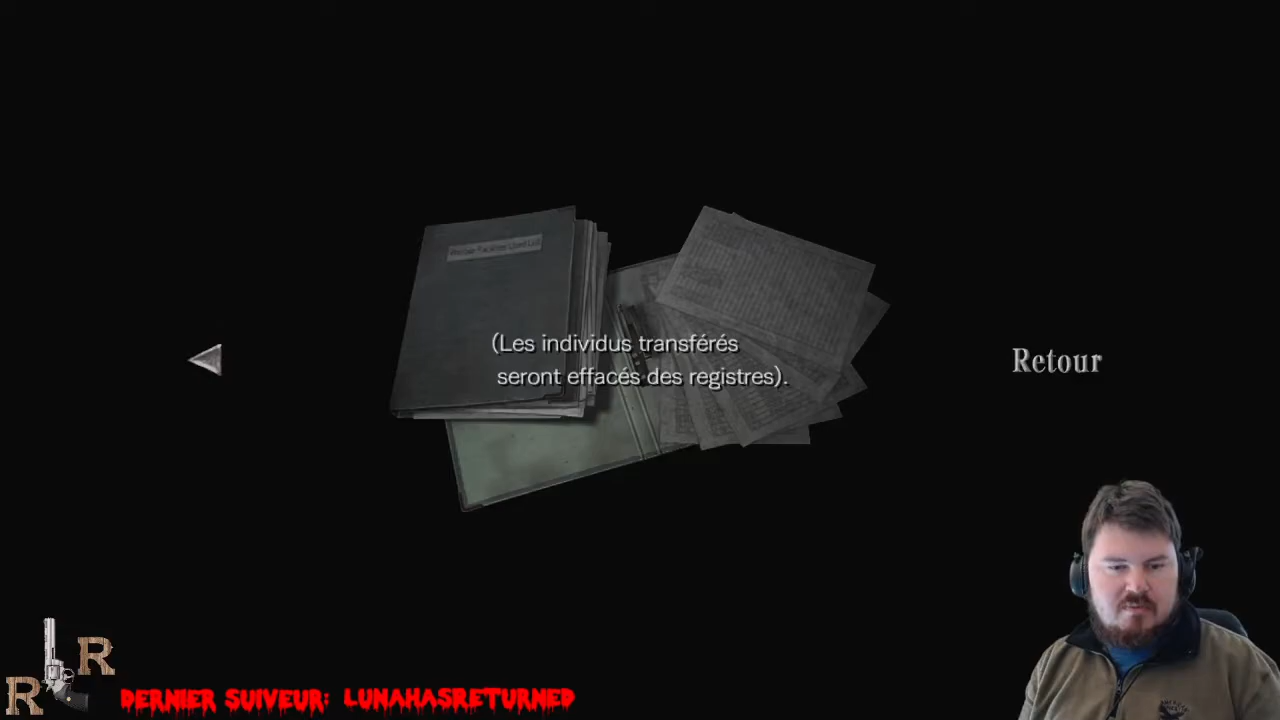 (Les individus transférés
seront effacés des registres).
Retour
R
R
DERNIER SUIVEUR: LUNAHASRETURNED